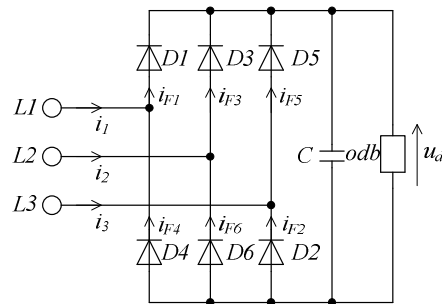 D1 D3 D5
L1 i1 iF1 iF3 iF5
L2 i2 C odb ud
L3 i3 iF4 iF6 iF2
D4 D6 D2